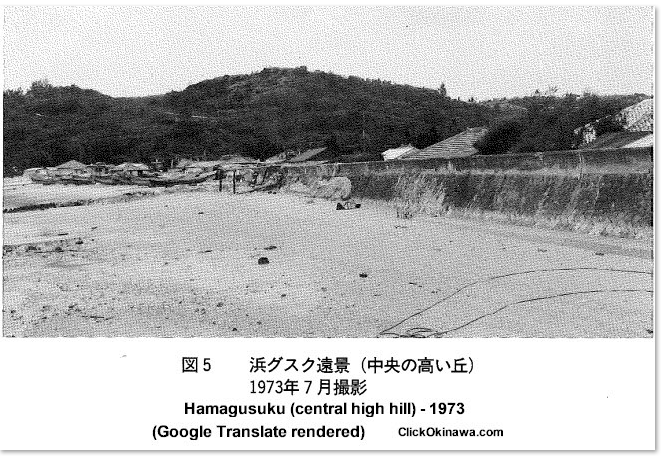 図5 浜グスク遠景（中央の高い丘）
1973年7月撮影
Hamagusuku (central high hill) - 1973
(Google Translate rendered) ClickOkinawa.com